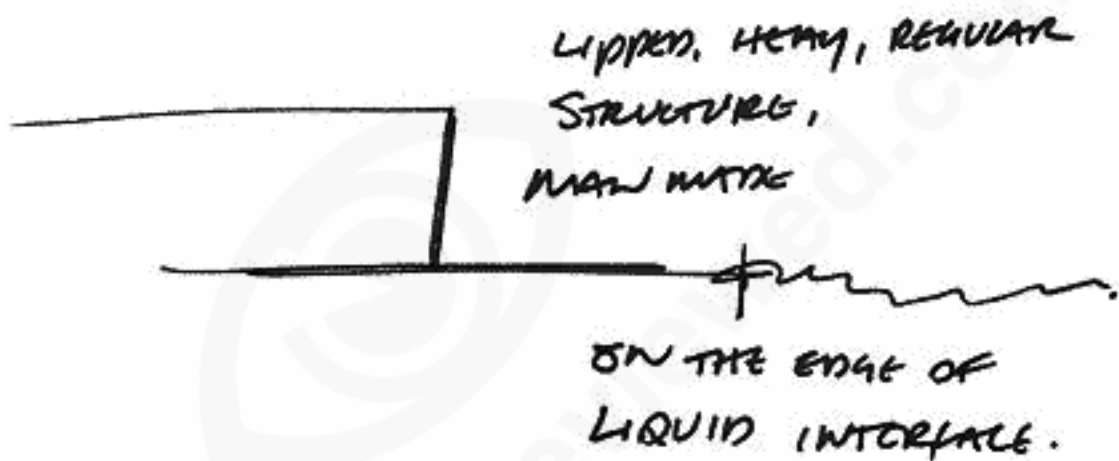 LIPPED, HEAVY, REGULAR
STRUCTURE,
MAN MADE
ON THE EDGE OF
LIQUID INTERFACE.